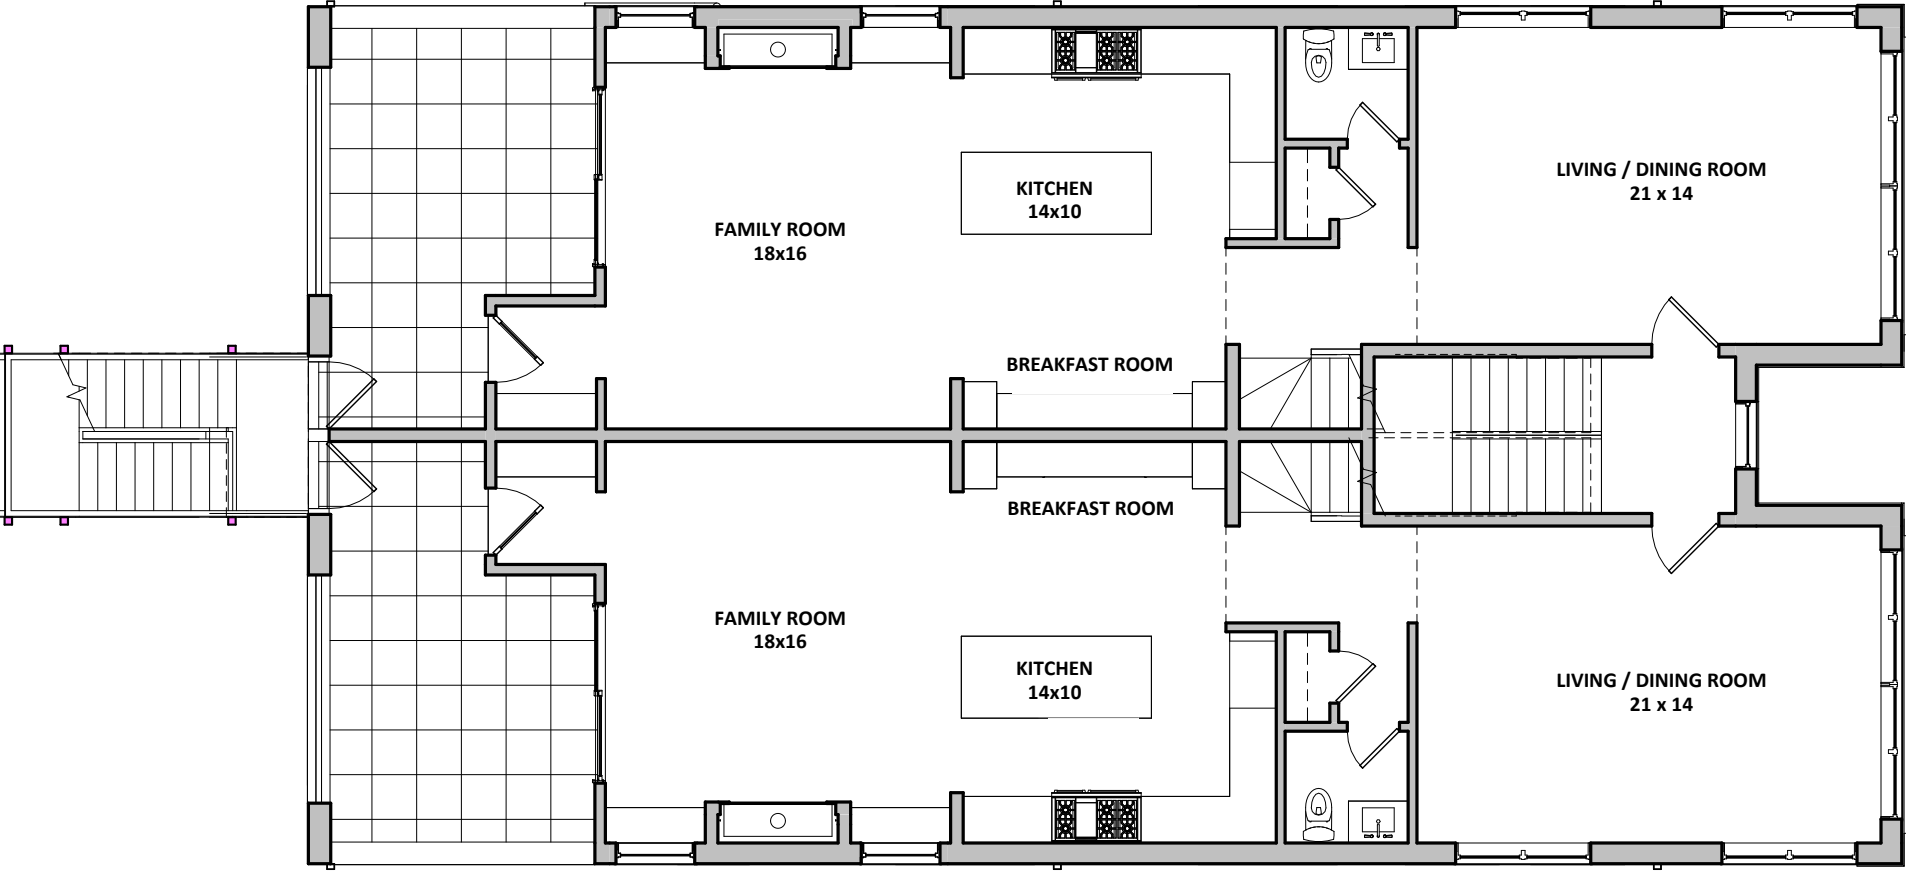 LIVING / DINING ROOM
21 x 14
KITCHEN
14x10
FAMILY ROOM
18x16
BREAKFAST ROOM
BREAKFAST ROOM
FAMILY ROOM
18x16
KITCHEN
14x10
LIVING / DINING ROOM
21 x 14